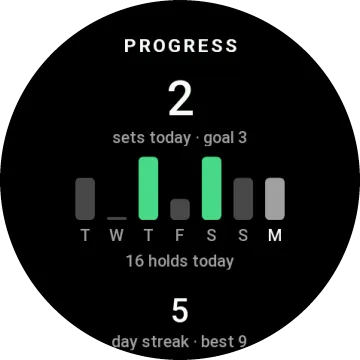 PROGRESS
2
sets today · goal 3
T W T F S S M
16 holds today
5
day streak · best 9